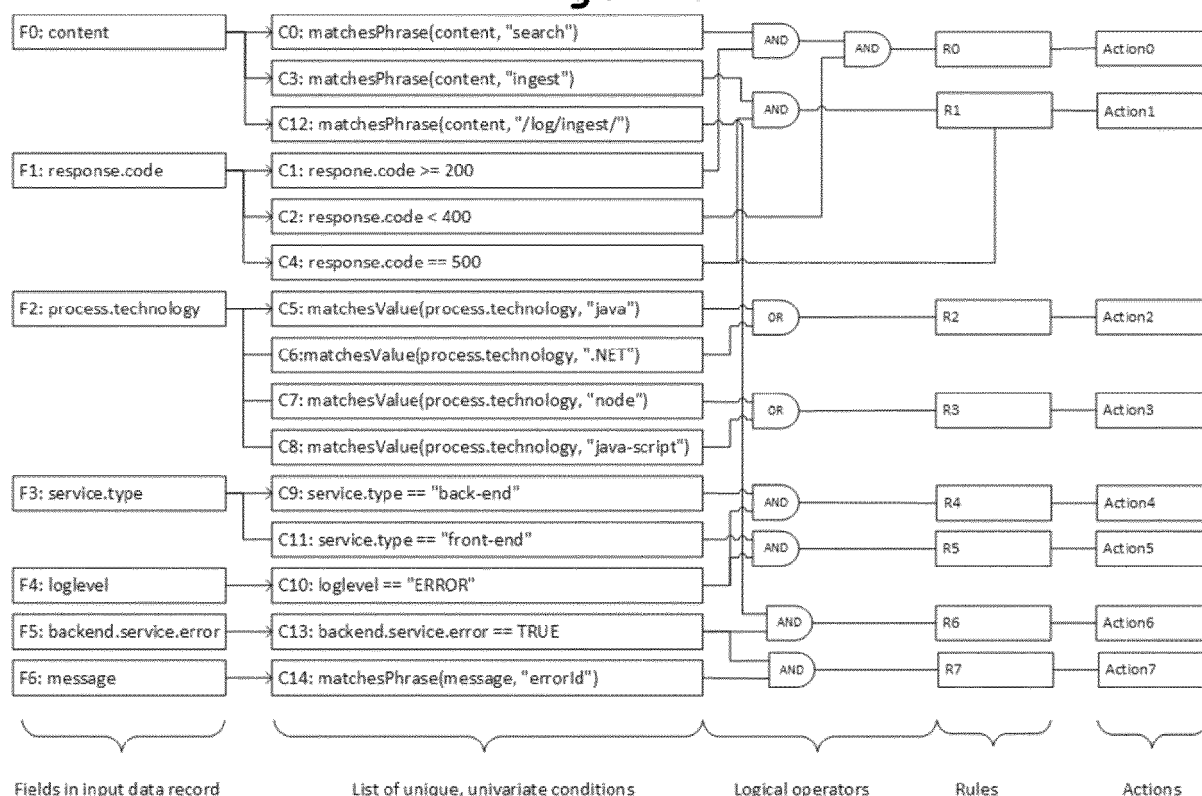 F0: content
C0: matchesPhrase(content, "search")
AND
AND
R0
Action0
C3: matchesPhrase(content, "ingest")
AND
R1
Action1
C12: matchesPhrase(content, "/log/ingest/")
F1: response.code
C1: respone.code >= 200
C2: response.code < 400
C4: response.code == 500
F2: process.technology
C5: matchesValue(process.technology, "java")
OR
R2
Action2
C6:matchesValue(process.technology, ".NET")
C7: matchesValue(process.technology, "node")
OR
R3
Action3
C8: matchesValue(process.technology, "java-script")
F3: service.type
C9: service.type == "back-end"
AND
R4
Action4
C11: service.type == "front-end"
AND
R5
Action5
F4: loglevel
C10: loglevel == "ERROR"
F5: backend.service.error
C13: backend.service.error == TRUE
AND
R6
Action6
F6: message
C14: matchesPhrase(message, "errorId")
AND
R7
Action7
Fields in input data record
List of unique, univariate conditions
Logical operators
Rules
Actions